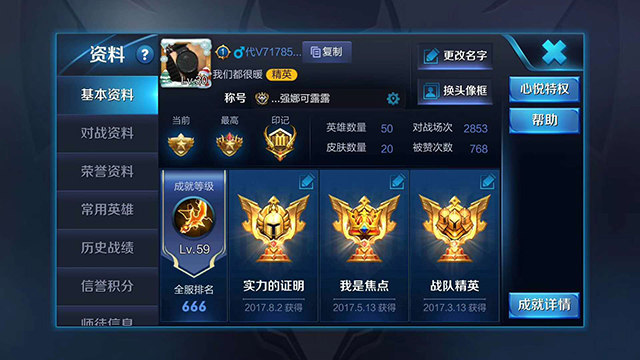 资料 ?
代V71785... 复制
更改名字
Lv.30
我们都很暖 精英
换头像框
心悦特权
基本资料
称号 ...强娜可露露
帮助
对战资料
当前 最高 印记
英雄数量 50 对战场次 2853
皮肤数量 20 被赞次数 768
荣誉资料
常用英雄
历史战绩
信誉积分
师徒信息
成就等级
Lv.59
全服排名
666
实力的证明
2017.8.2 获得
我是焦点
2017.5.13 获得
战队精英
2017.3.13 获得
成就详情